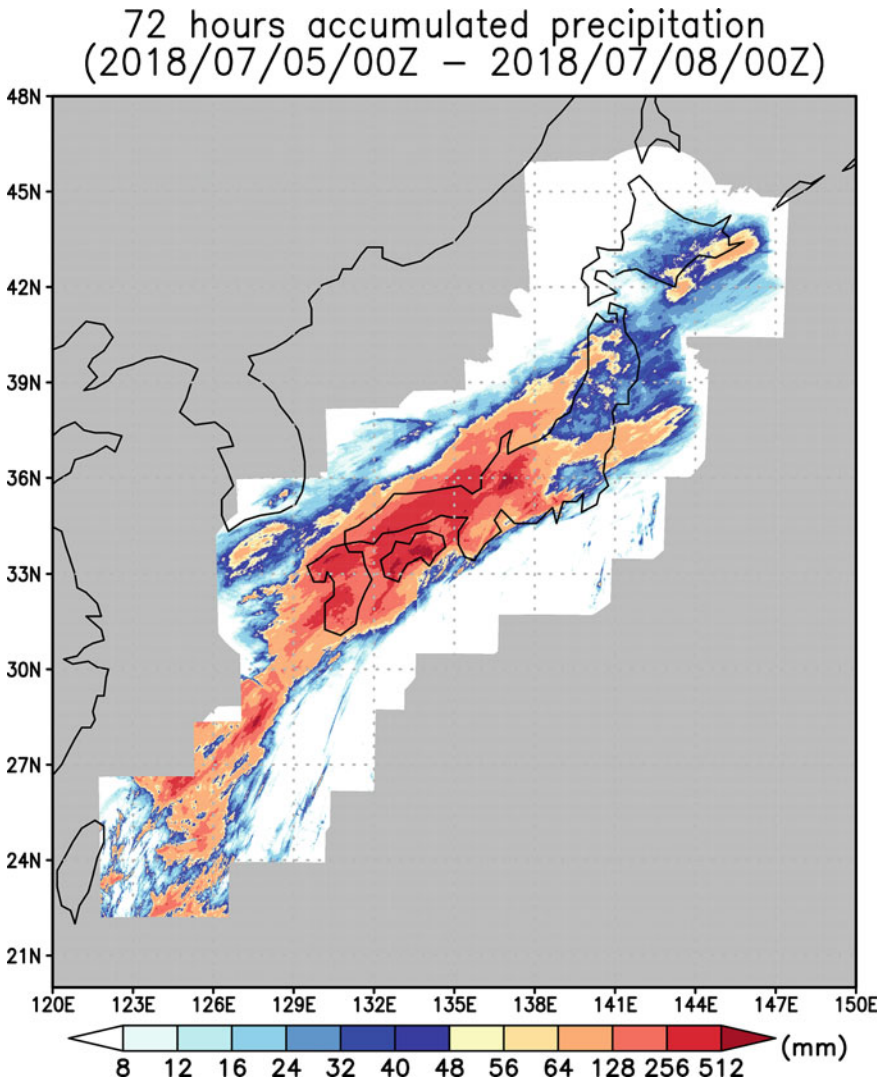 72 hours accumulated precipitation
(2018/07/05/00Z – 2018/07/08/00Z)
48N
45N
42N
39N
36N
33N
30N
27N
24N
21N
120E 123E 126E 129E 132E 135E 138E 141E 144E 147E 150E
8 12 16 24 32 40 48 56 64 128 256 512 (mm)